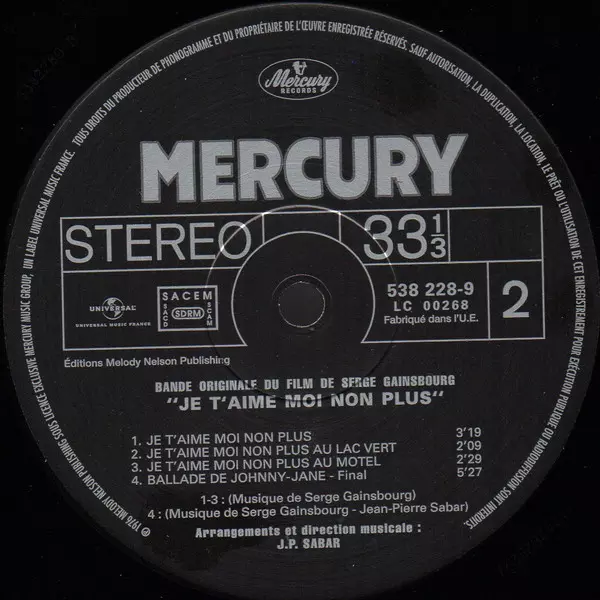 TOUS DROITS DU PRODUCTEUR DE PHONOGRAMME ET DU PROPRIÉTAIRE DE L'ŒUVRE ENREGISTRÉE RÉSERVÉS. SAUF AUTORISATION, LA DUPLICATION, LA LOCATION, LE PRÊT OU L'UTILISATION DE CET ENREGISTREMENT POUR EXÉCUTION PUBLIQUE OU RADIODIFFUSION SONT INTERDITS.
℗ 1976 MELODY NELSON PUBLISHING SOUS LICENCE EXCLUSIVE MERCURY MUSIC GROUP, UN LABEL UNIVERSAL MUSIC FRANCE.
Mercury
RECORDS
MERCURY
STEREO
33 1/3
UNIVERSAL
UNIVERSAL MUSIC FRANCE
SACEM
SACD
SDRM
SCAM
538 228-9
LC 00268
Fabriqué dans l'U.E.
2
Éditions Melody Nelson Publishing
BANDE ORIGINALE DU FILM DE SERGE GAINSBOURG
"JE T'AIME MOI NON PLUS"
1. JE T'AIME MOI NON PLUS 3'19
2. JE T'AIME MOI NON PLUS AU LAC VERT 2'09
3. JE T'AIME MOI NON PLUS AU MOTEL 2'29
4. BALLADE DE JOHNNY-JANE - Final 5'27
1-3 : (Musique de Serge Gainsbourg)
4 : (Musique de Serge Gainsbourg - Jean-Pierre Sabar)
Arrangements et direction musicale :
J.P. SABAR